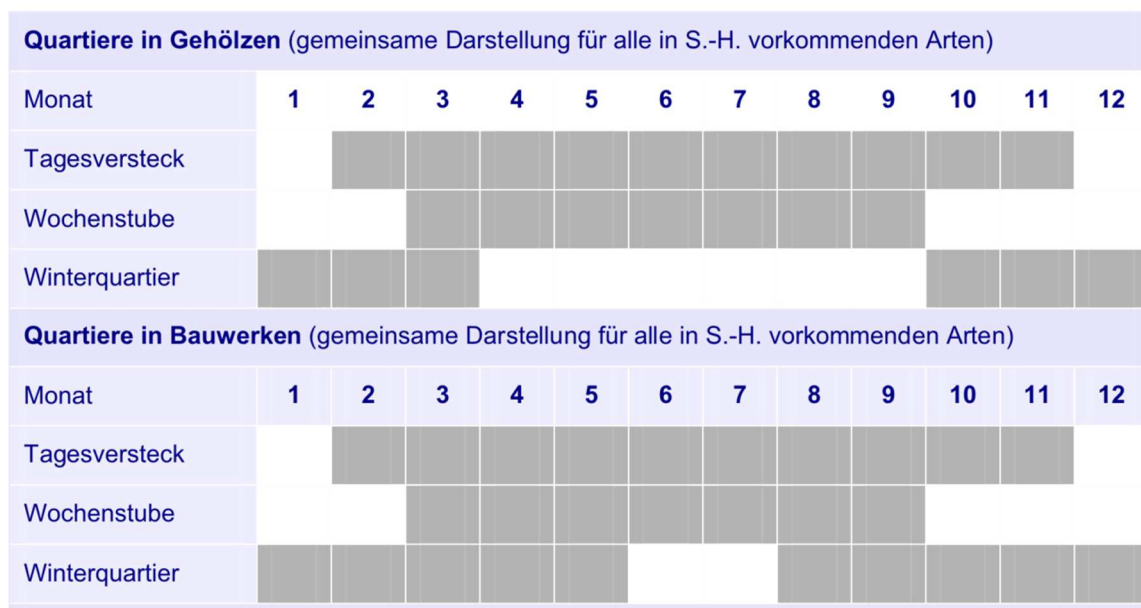 Quartiere in Gehölzen (gemeinsame Darstellung für alle in S.-H. vorkommenden Arten)
Monat 1 2 3 4 5 6 7 8 9 10 11 12
Tagesversteck
Wochenstube
Winterquartier
Quartiere in Bauwerken (gemeinsame Darstellung für alle in S.-H. vorkommenden Arten)
Monat 1 2 3 4 5 6 7 8 9 10 11 12
Tagesversteck
Wochenstube
Winterquartier